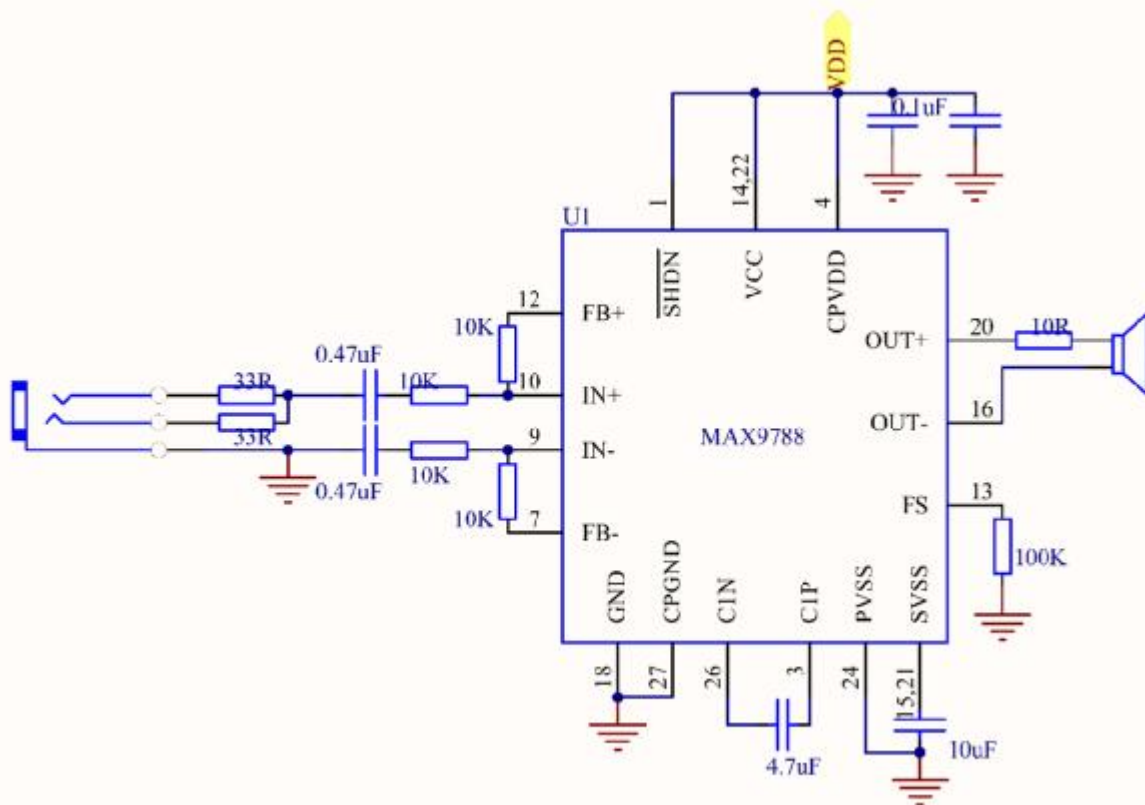 VDD
0.1uF
1
14,22
4
U1
SHDN
VCC
CPVDD
12
FB+
10K
20
10R
OUT+
0.47uF
33R
10K
10
IN+
16
OUT-
MAX9788
33R
9
IN-
10K
0.47uF
10K
7
FB-
13
FS
100K
GND
CPGND
C1N
C1P
PVSS
SVSS
18
27
26
3
24
15,21
4.7uF
10uF